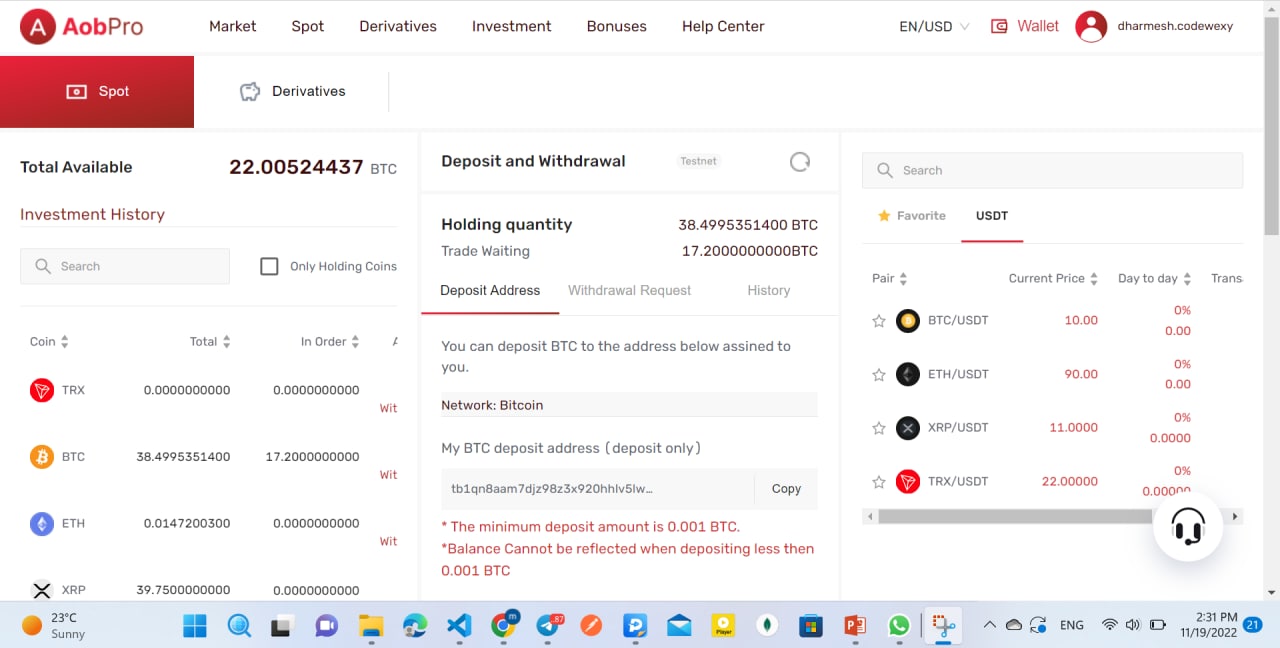 A AobPro Market Spot Derivatives Investment Bonuses Help Center EN/USD Wallet dharmesh.codewexy
Spot Derivatives
Total Available 22.00524437 BTC
Investment History
Search Only Holding Coins
Coin Total In Order
TRX 0.0000000000 0.0000000000
Wit
BTC 38.4995351400 17.2000000000
Wit
ETH 0.0147200300 0.0000000000
Wit
XRP 39.7500000000 0.0000000000
Deposit and Withdrawal Testnet
Holding quantity 38.4995351400 BTC
Trade Waiting 17.2000000000BTC
Deposit Address Withdrawal Request History
You can deposit BTC to the address below assined to
you.
Network: Bitcoin
My BTC deposit address (deposit only)
tb1qn8aam7djz98z3x920hhlv5lw... Copy
* The minimum deposit amount is 0.001 BTC.
*Balance Cannot be reflected when depositing less then
0.001 BTC
Search
Favorite USDT
Pair Current Price Day to day Trans
BTC/USDT 10.00 0%
0.00
ETH/USDT 90.00 0%
0.00
XRP/USDT 11.0000 0%
0.0000
TRX/USDT 22.00000 0%
0.00000
23°C
Sunny
m
.87
Player
ENG
2:31 PM
11/19/2022
21